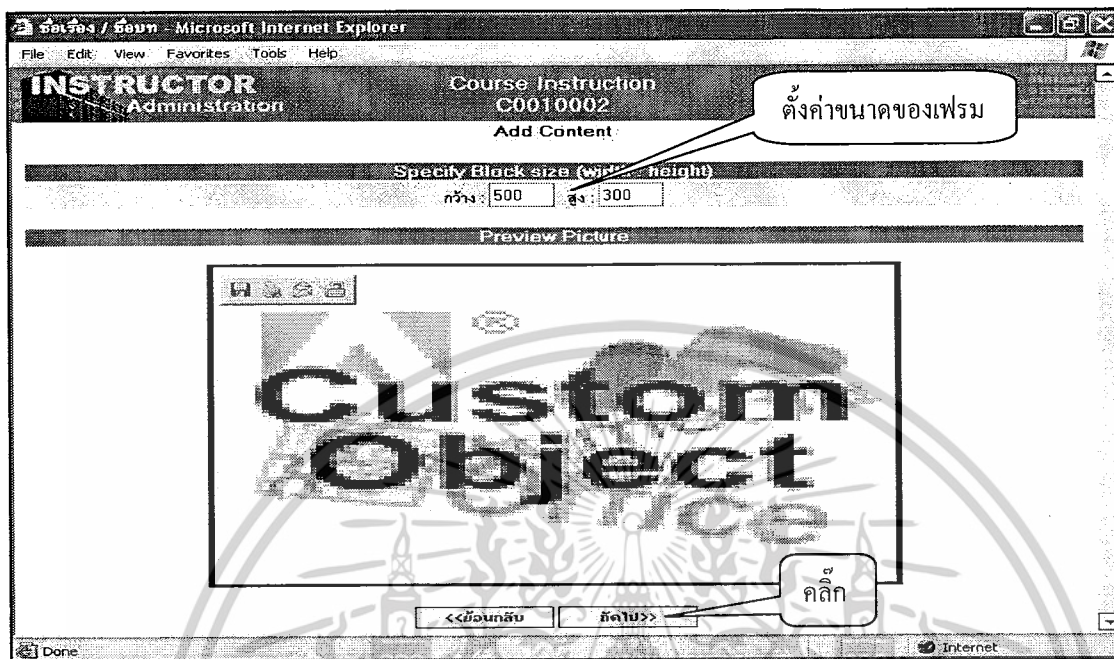 ชื่อเรื่อง / ชื่อบท - Microsoft Internet Explorer
File Edit View Favorites Tools Help
INSTRUCTOR
Administration
Course Instruction
C0010002
Add Content
ตั้งค่าขนาดของเฟรม
Specify Block size (width height)
กว้าง : 500 สูง : 300
Preview Picture
®
Custom
Object
คลิ๊ก
<<ย้อนกลับ ถัดไป>>
Done
Internet